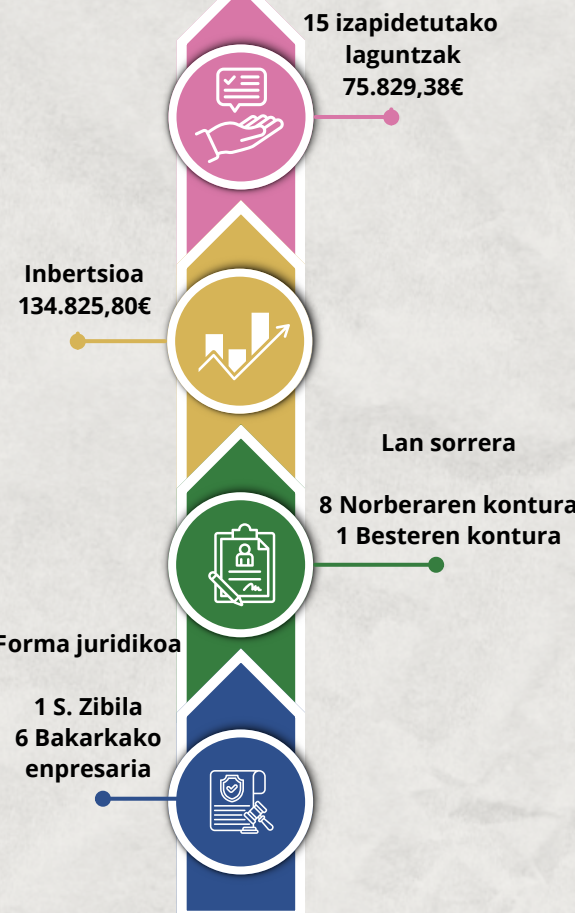 15 izapidetutako
laguntzak
75.829,38€
Inbertsioa
134.825,80€
Lan sorrera
8 Norberaren kontura
1 Besteren kontura
Forma juridikoa
1 S. Zibila
6 Bakarkako
enpresaria